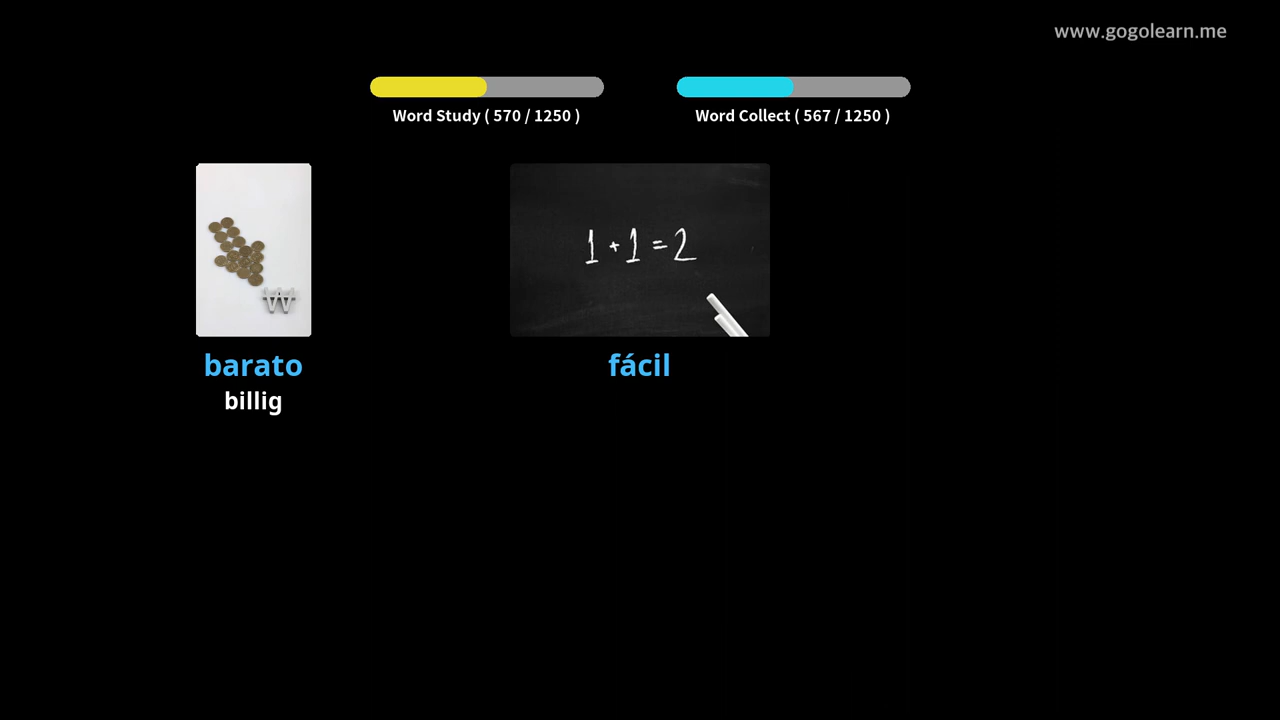 www.gogolearn.me
Word Study ( 570 / 1250 )
Word Collect ( 567 / 1250 )
1 + 1 = 2
barato
billig
fácil